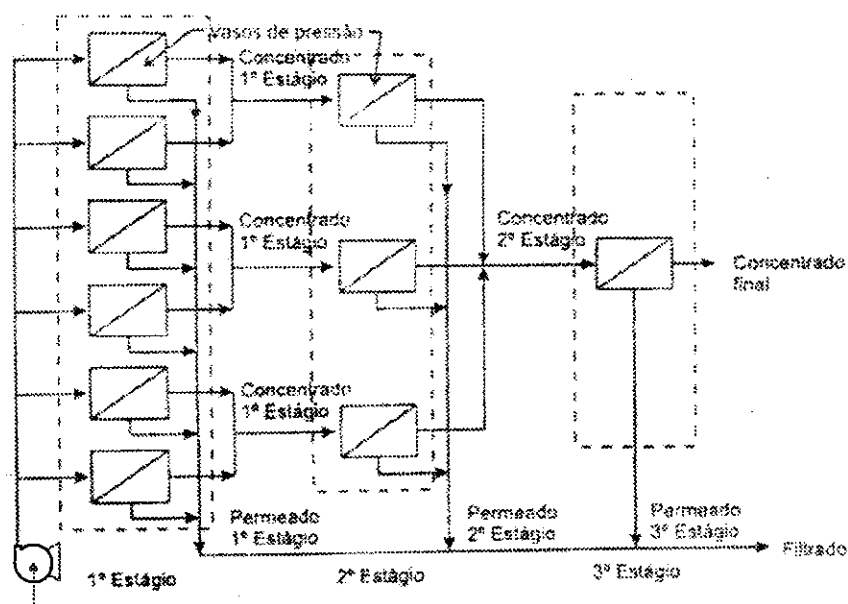 Vasos de pressão
Concentrado
1º Estágio
Concentrado
1º Estágio
Concentrado
2º Estágio
Concentrado
final
Concentrado
1º Estágio
Permeado
1º Estágio
Permeado
2º Estágio
Permeado
3º Estágio
Filtrado
1º Estágio
2º Estágio
3º Estágio